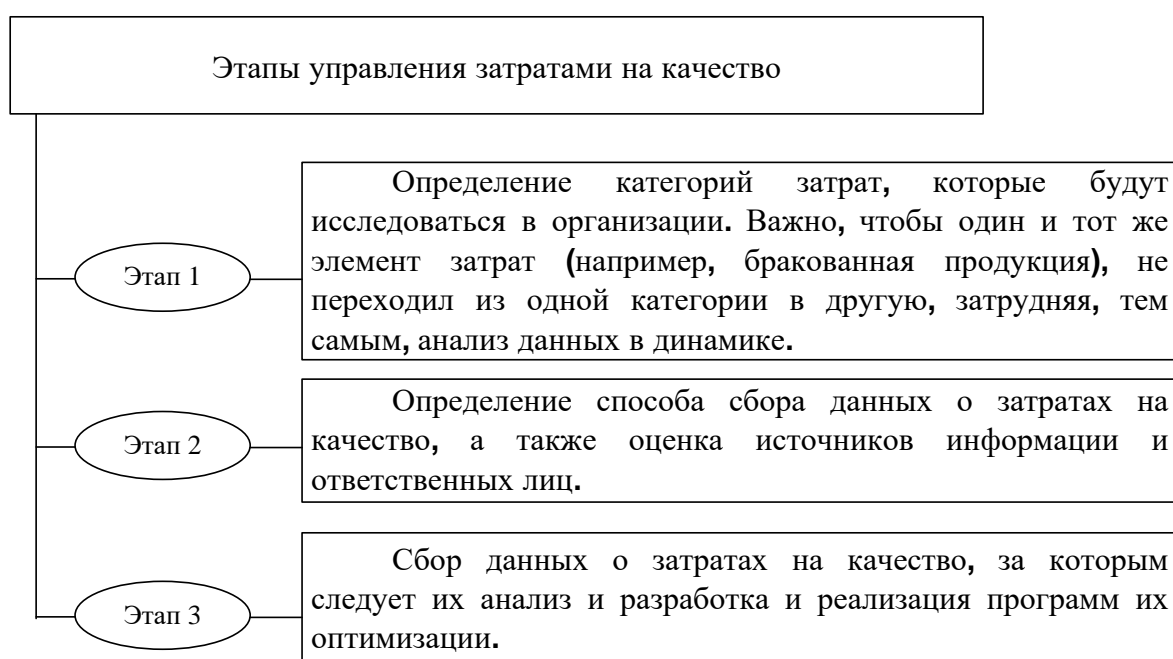 Этапы управления затратами на качество
Этап 1
Определение категорий затрат, которые будут
исследоваться в организации. Важно, чтобы один и тот же
элемент затрат (например, бракованная продукция), не
переходил из одной категории в другую, затрудняя, тем
самым, анализ данных в динамике.
Этап 2
Определение способа сбора данных о затратах на
качество, а также оценка источников информации и
ответственных лиц.
Этап 3
Сбор данных о затратах на качество, за которым
следует их анализ и разработка и реализация программ их
оптимизации.